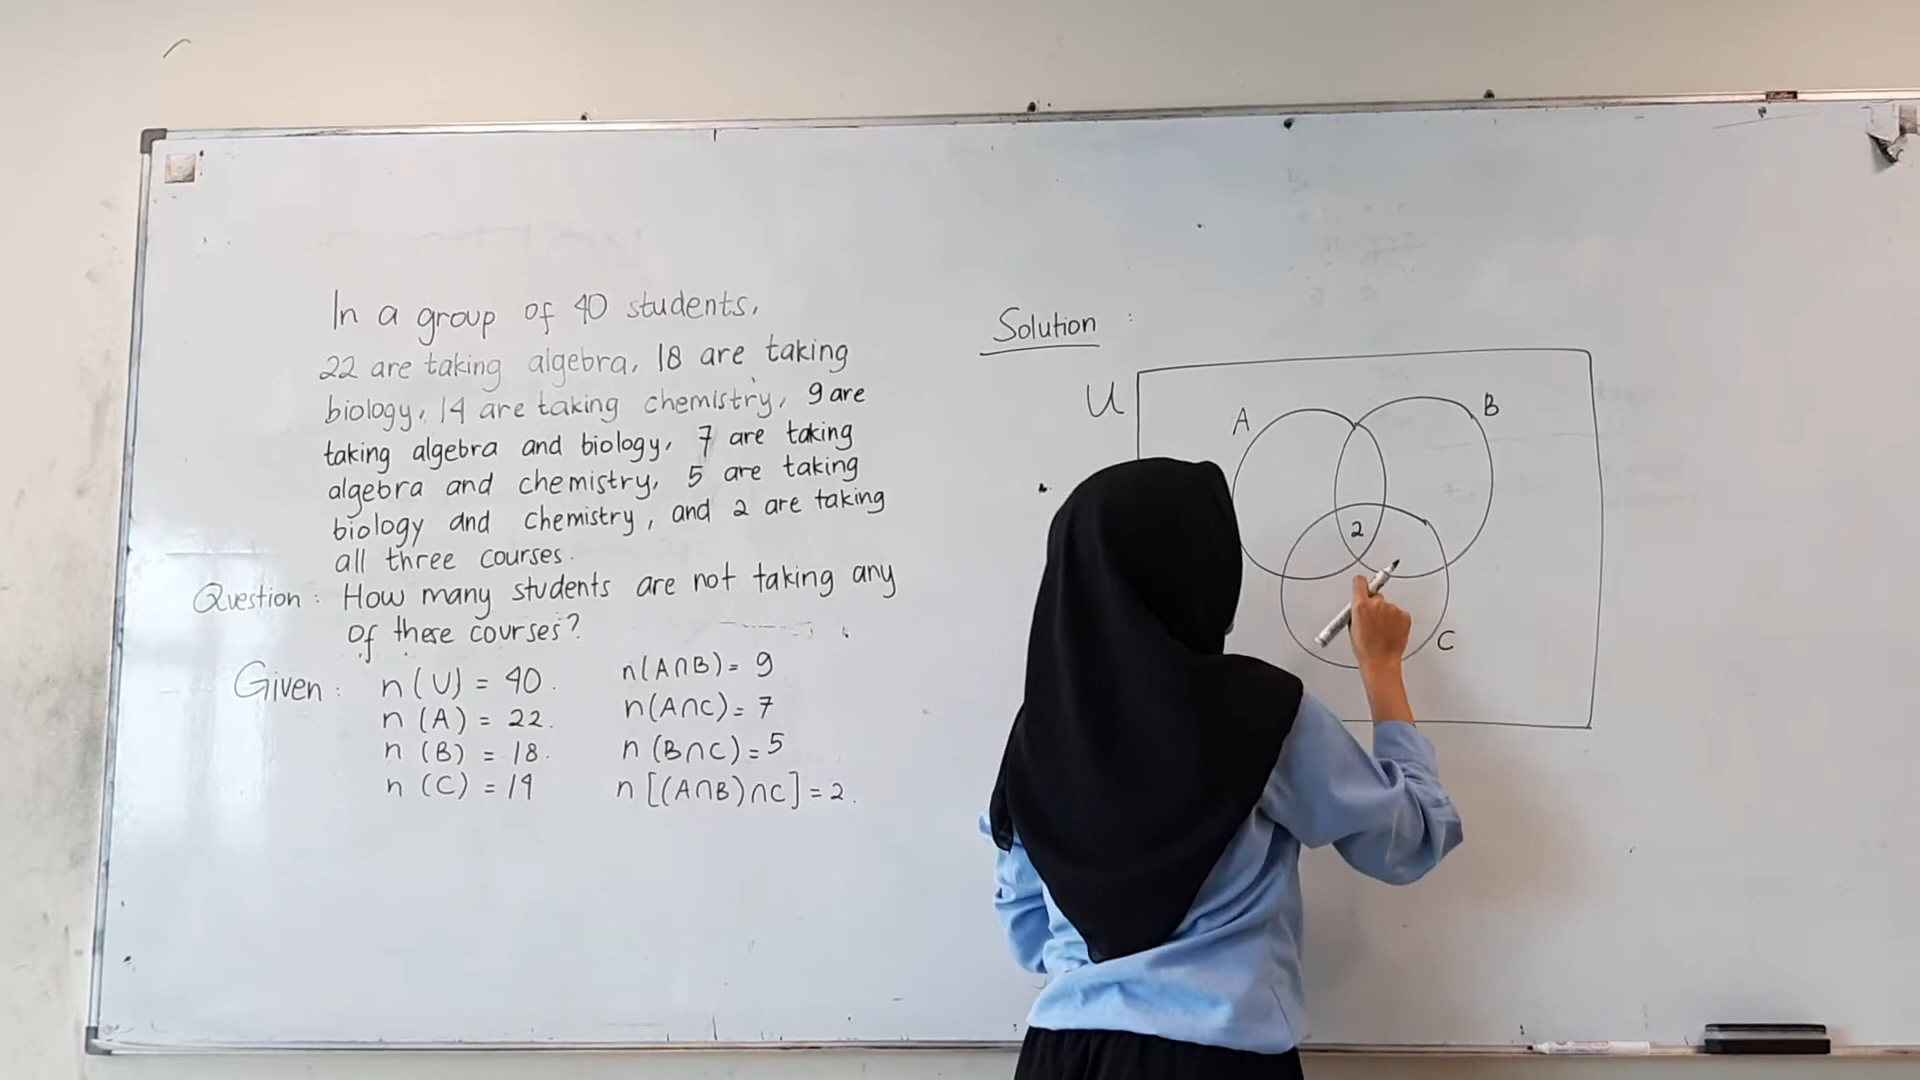 In a group of 40 students,
22 are taking algebra, 18 are taking
biology, 14 are taking chemistry, 9 are
taking algebra and biology, 7 are taking
algebra and chemistry, 5 are taking
biology and chemistry, and 2 are taking
all three courses.
Question : How many students are not taking any
of these courses?
Given : n (U) = 40.
n (A) = 22.
n (B) = 18.
n (C) = 14
n(A∩B) = 9
n(A∩C) = 7
n (B∩C) = 5
n [(A∩B)∩C] = 2.
Solution :
U
A
B
2
C